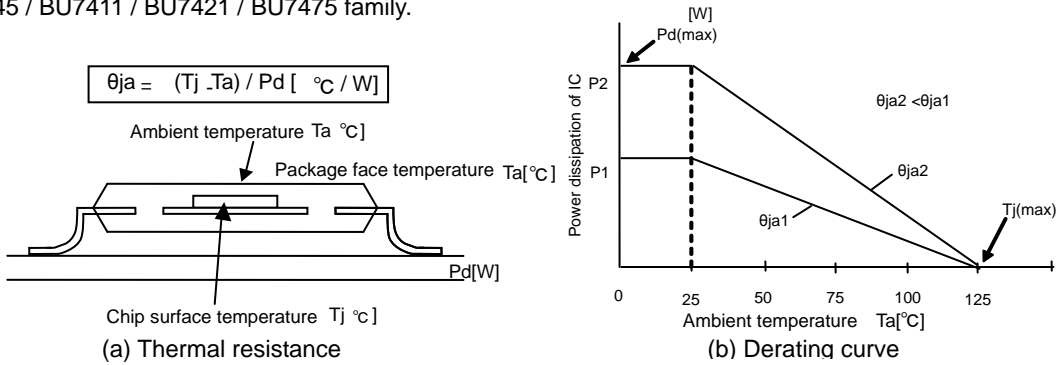 45 / BU7411 / BU7421 / BU7475 family.
θja = (Tj -Ta) / Pd [ °C / W]
Ambient temperature Ta °C]
Package face temperature Ta[°C]
Pd[W]
Chip surface temperature Tj °C]
(a) Thermal resistance
[W]
Pd(max)
Power dissipation of IC
P2
θja2 <θja1
P1
θja2
θja1
Tj(max)
0 25 50 75 100 125
Ambient temperature Ta[°C]
(b) Derating curve